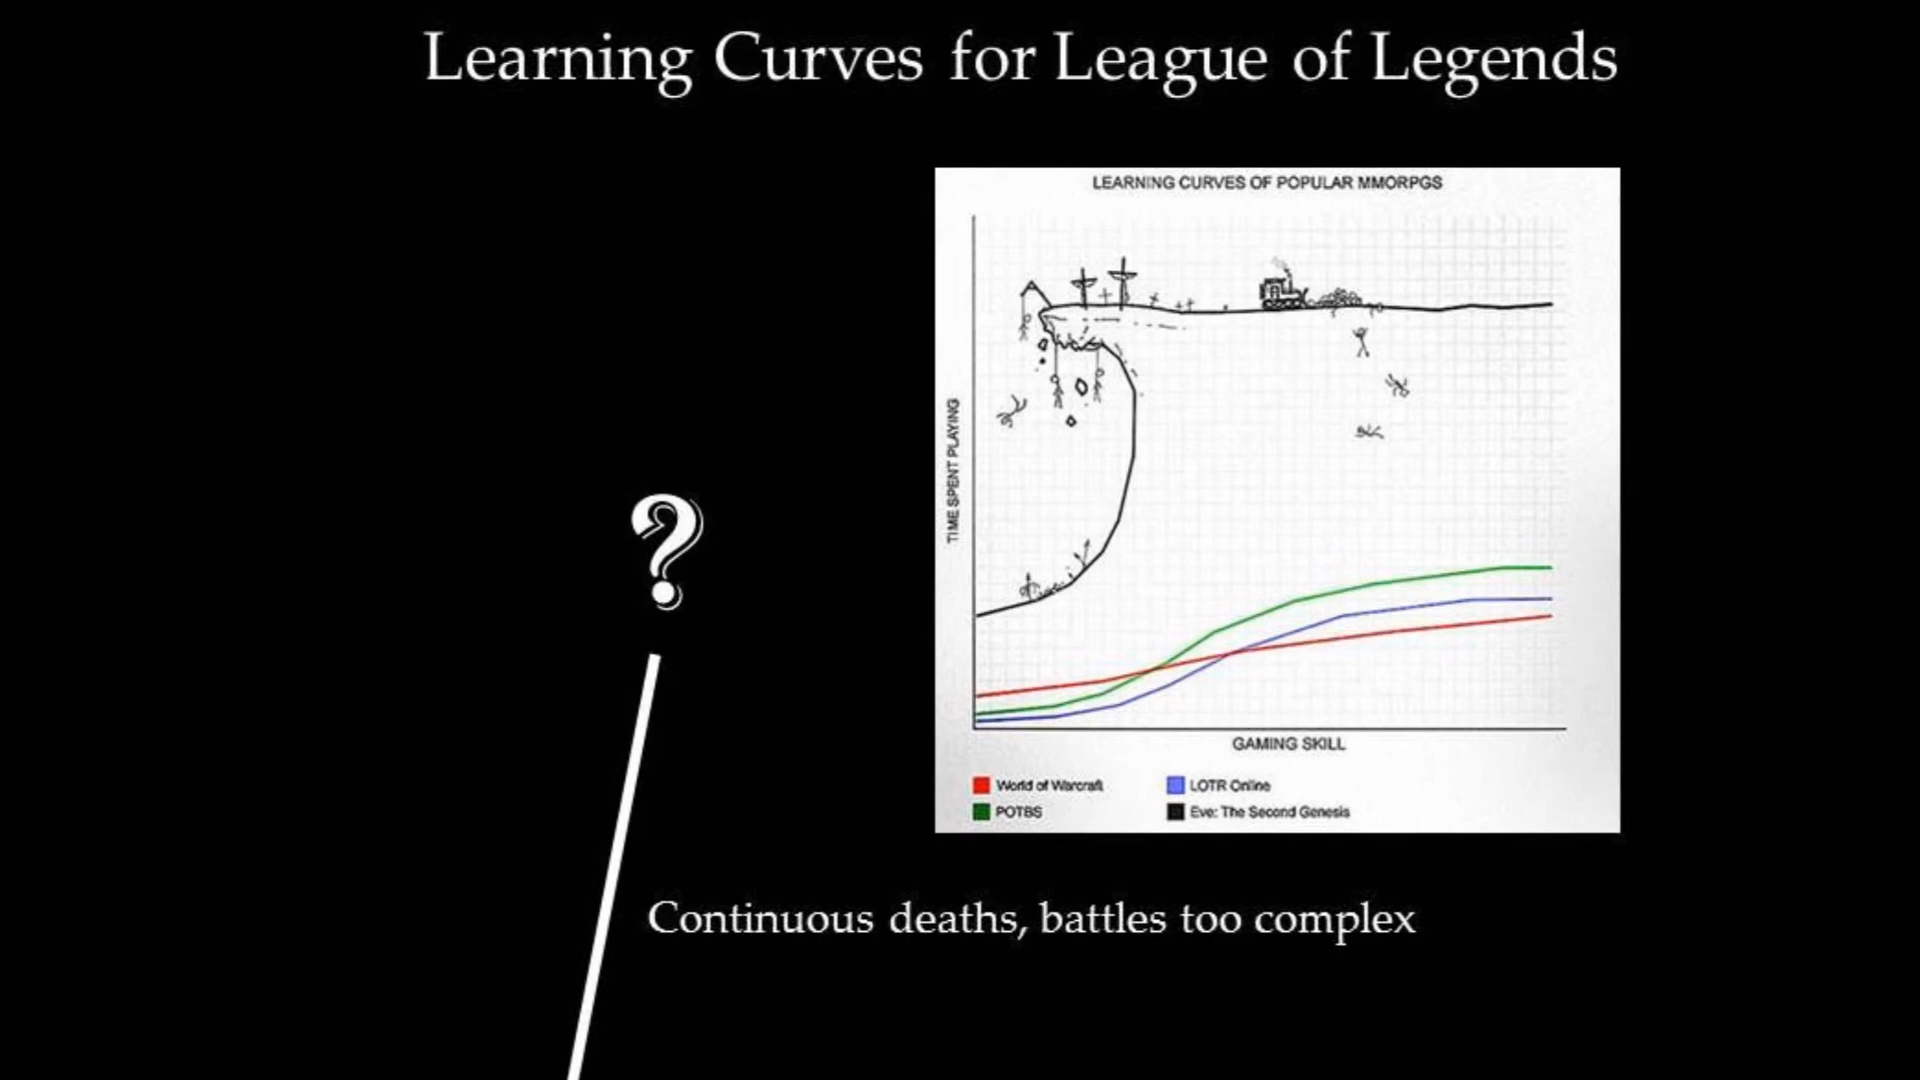 Learning Curves for League of Legends
LEARNING CURVES OF POPULAR MMORPGS
TIME SPENT PLAYING
?
GAMING SKILL
World of Warcraft
LOTR Online
POTBS
Eve: The Second Genesis
Continuous deaths, battles too complex